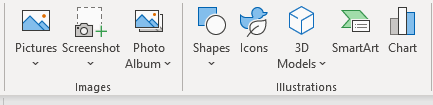 Pictures Screenshot Photo Album Shapes Icons 3D Models SmartArt Chart
Images Illustrations